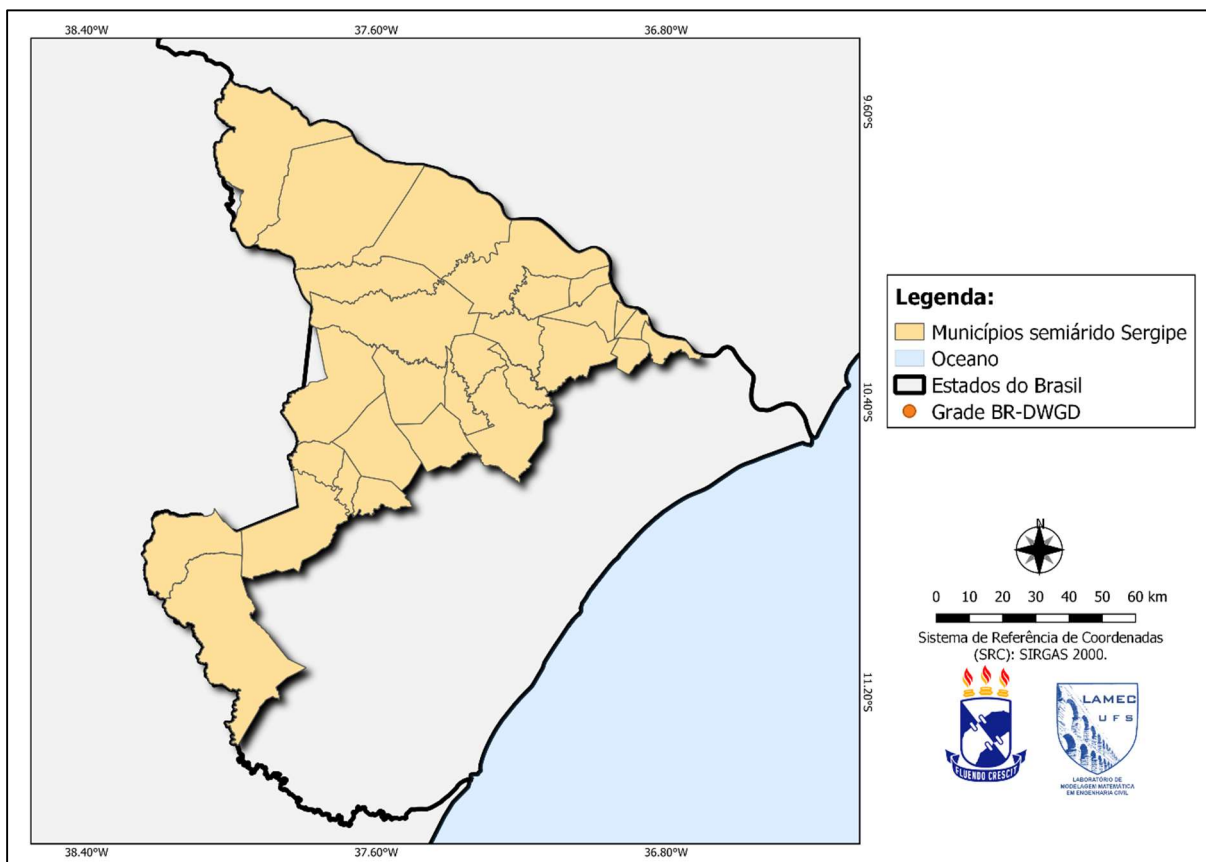 38.40°W 37.60°W 36.80°W
9.60°S
10.40°S
11.20°S
Legenda:
Municípios semiárido Sergipe
Oceano
Estados do Brasil
Grade BR-DWGD
N
0 10 20 30 40 50 60 km
Sistema de Referência de Coordenadas
(SRC): SIRGAS 2000.
FLUENDO CRESCIT
LAMEC
UFS
LABORATÓRIO DE
MODELAGEM MATEMÁTICA
EM ENGENHARIA CIVIL
38.40°W 37.60°W 36.80°W